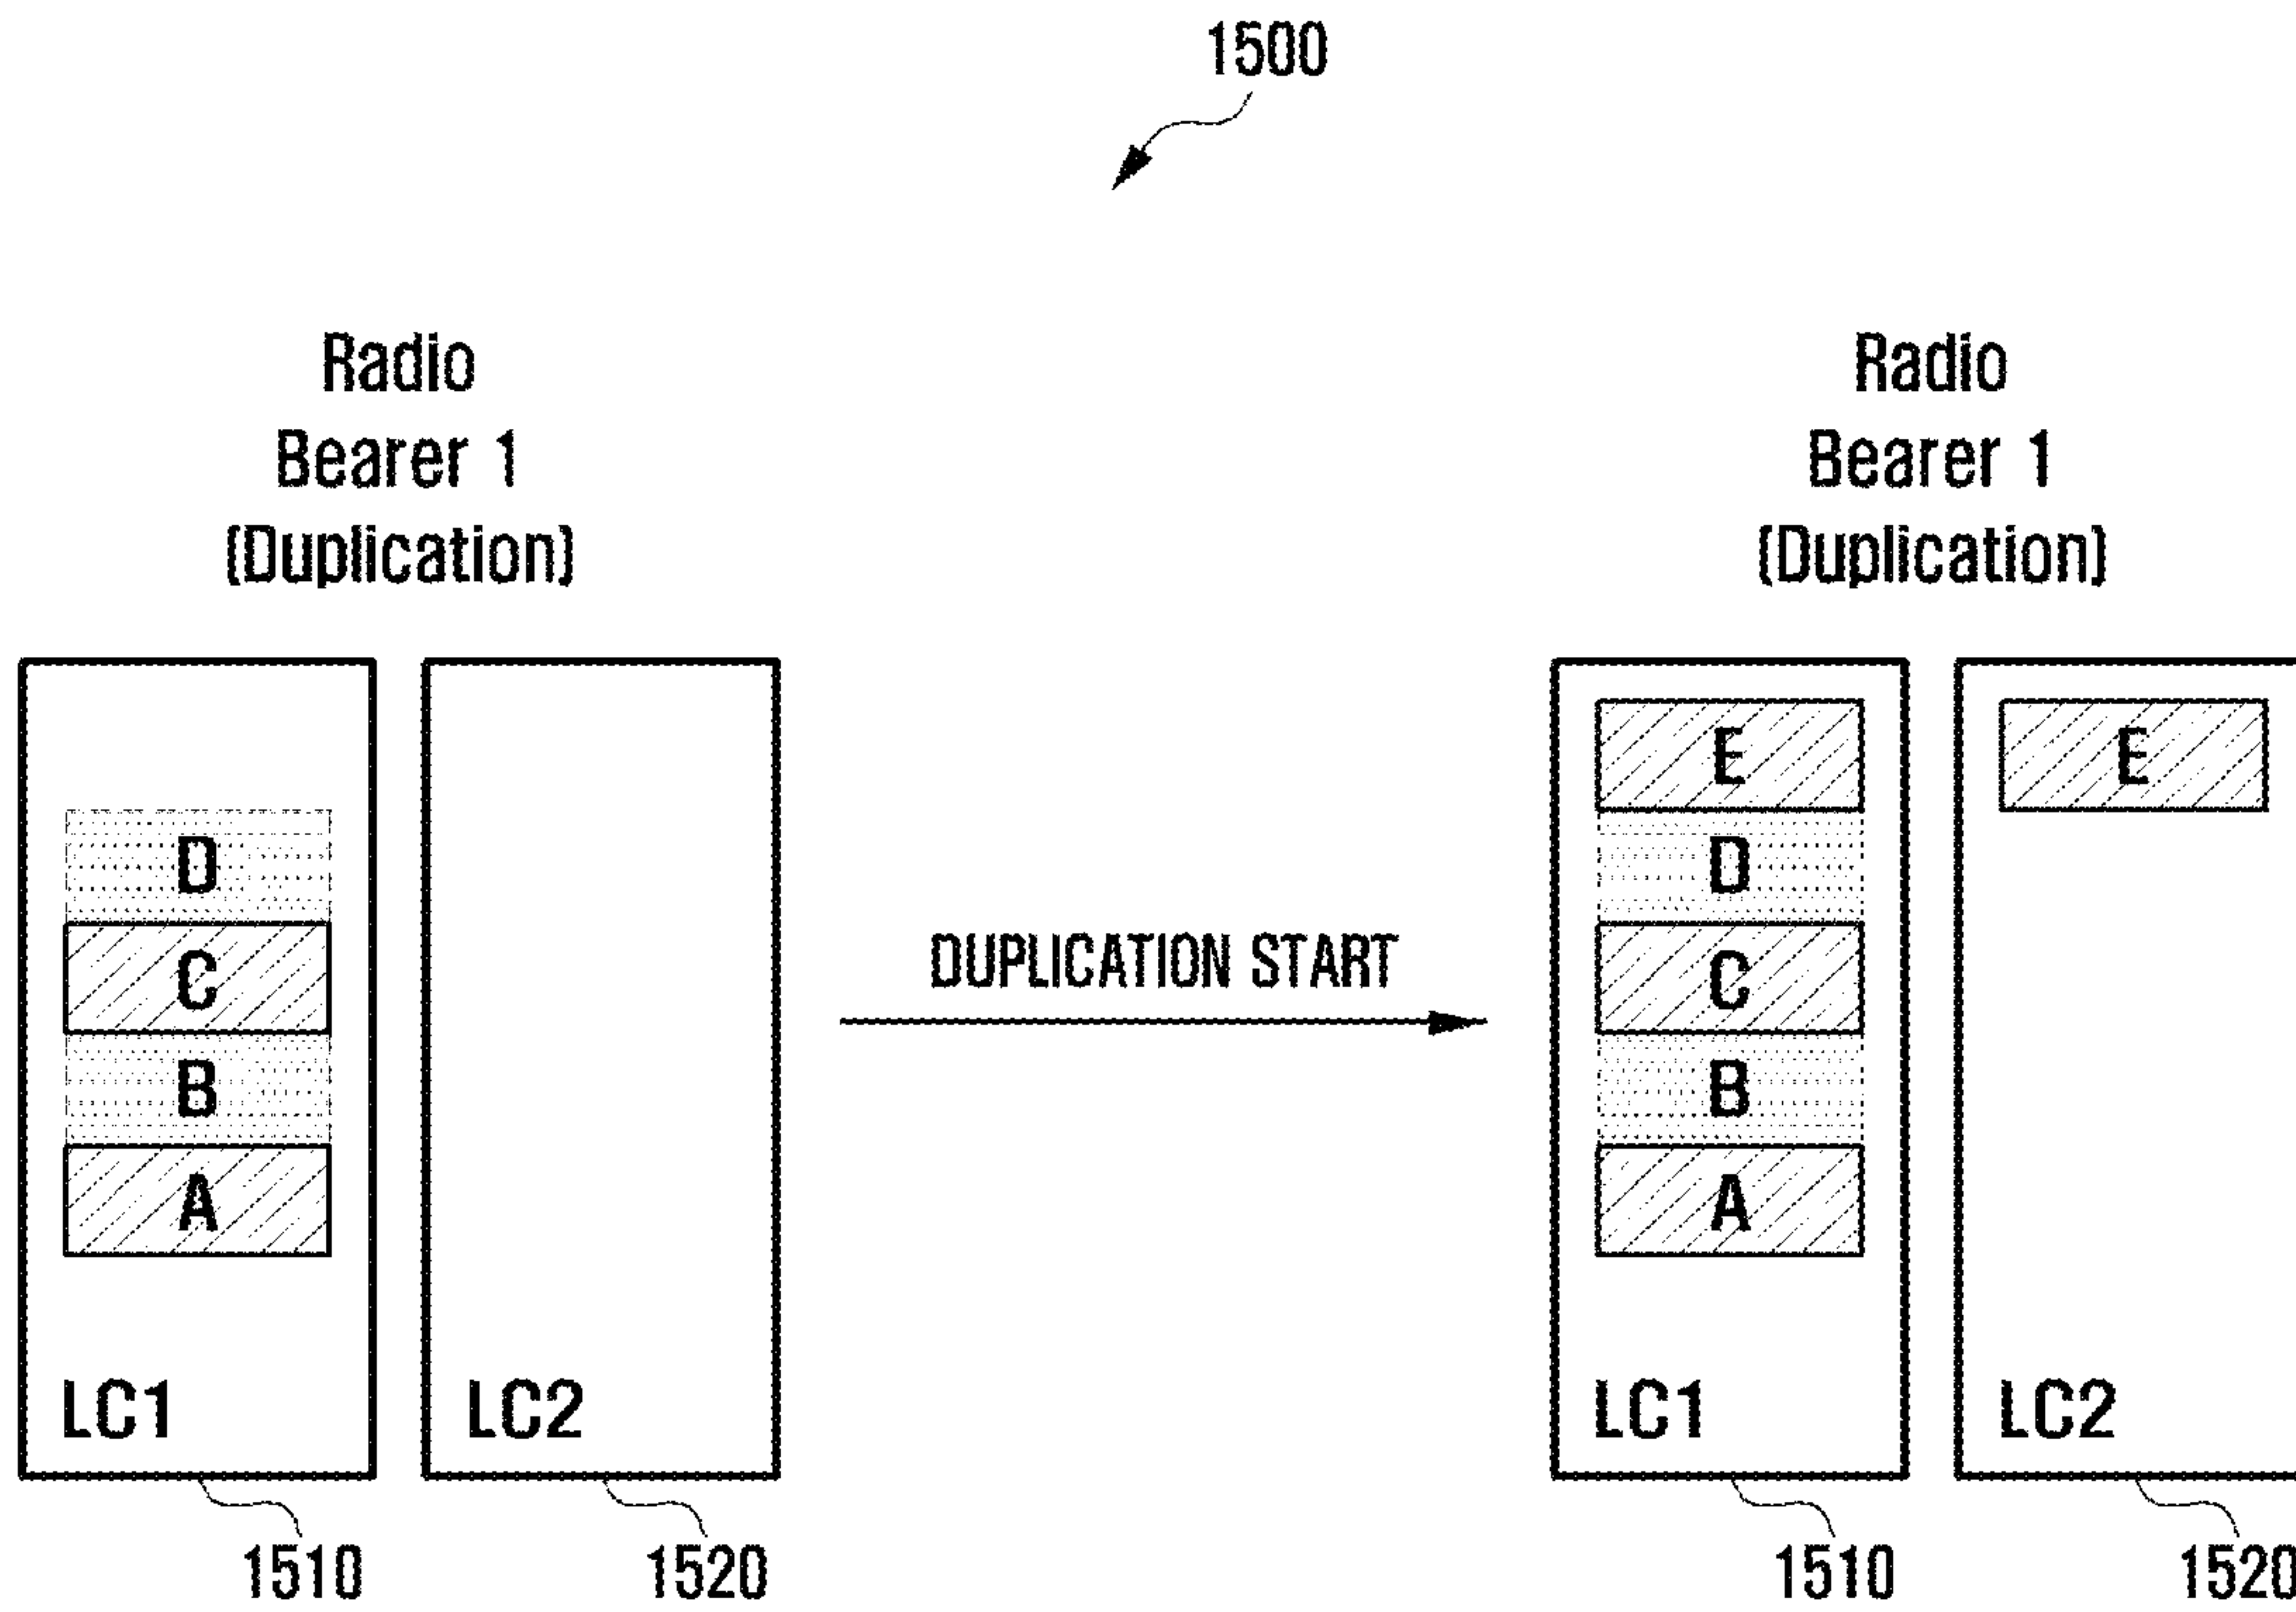 1500
Radio
Bearer 1
(Duplication)
D
C
B
A
LC1
LC2
1510
1520
DUPLICATION START
Radio
Bearer 1
(Duplication)
E
D
C
B
A
LC1
E
LC2
1510
1520